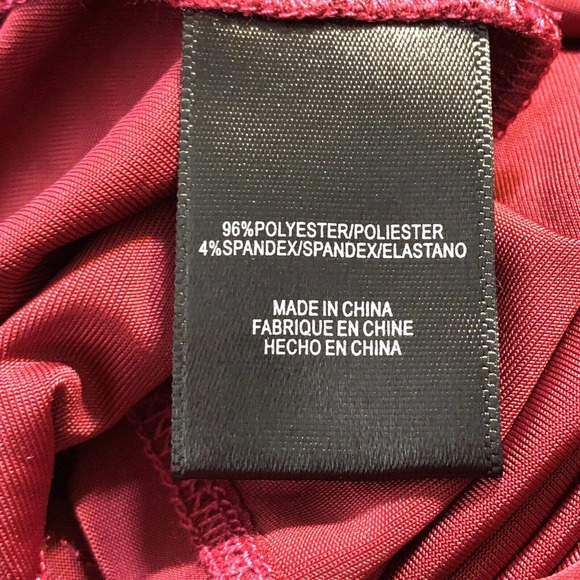 96%POLYESTER/POLIESTER
4%SPANDEX/SPANDEX/ELASTANO
MADE IN CHINA
FABRIQUE EN CHINE
HECHO EN CHINA